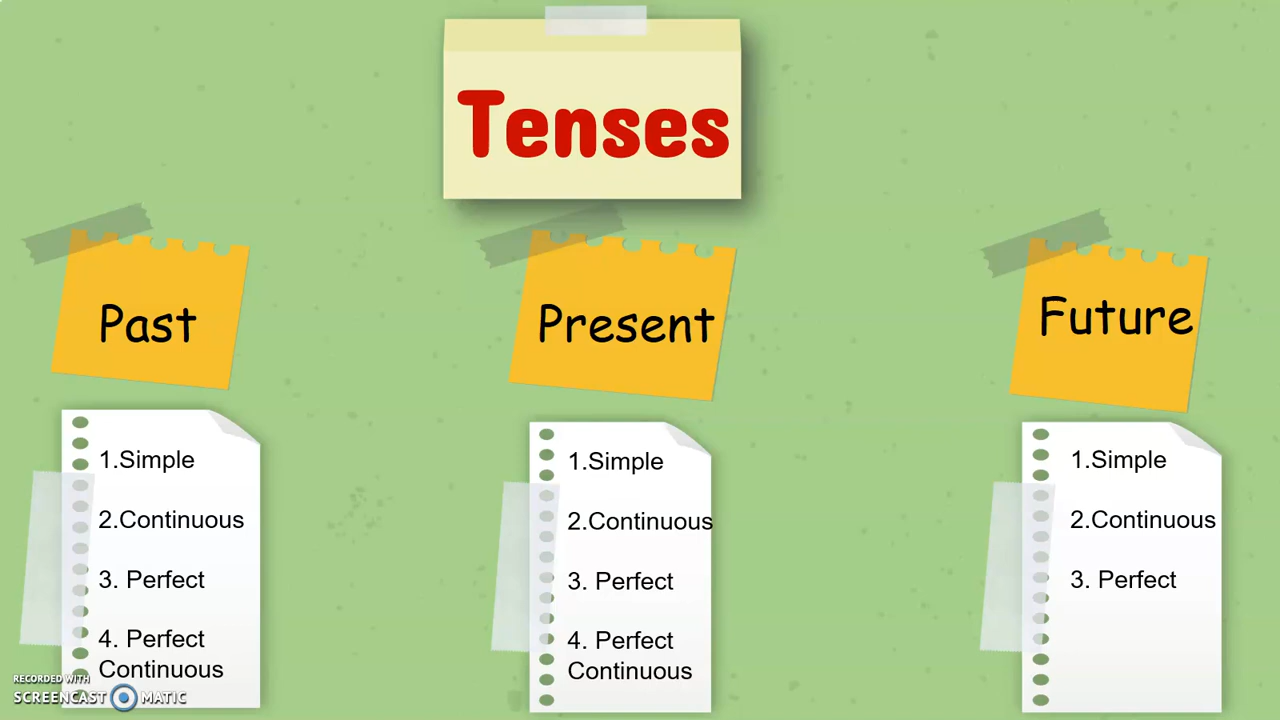 Tenses
Past
Present
Future
1.Simple
2.Continuous
3. Perfect
4. Perfect
Continuous
1.Simple
2.Continuous
3. Perfect
4. Perfect
Continuous
1.Simple
2.Continuous
3. Perfect
RECORDED WITH
SCREENCAST MATIC